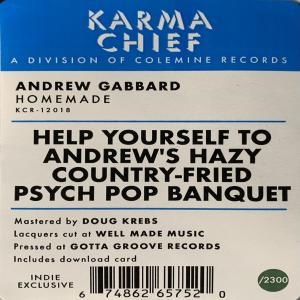 KARMA
CHIEF
A DIVISION OF COLEMINE RECORDS
ANDREW GABBARD
HOMEMADE
KCR-12018
HELP YOURSELF TO
ANDREW'S HAZY
COUNTRY-FRIED
PSYCH POP BANQUET
Mastered by DOUG KREBS
Lacquers cut at WELL MADE MUSIC
Pressed at GOTTA GROOVE RECORDS
Includes download card
INDIE
EXCLUSIVE
6 74862 65752 0
/2300